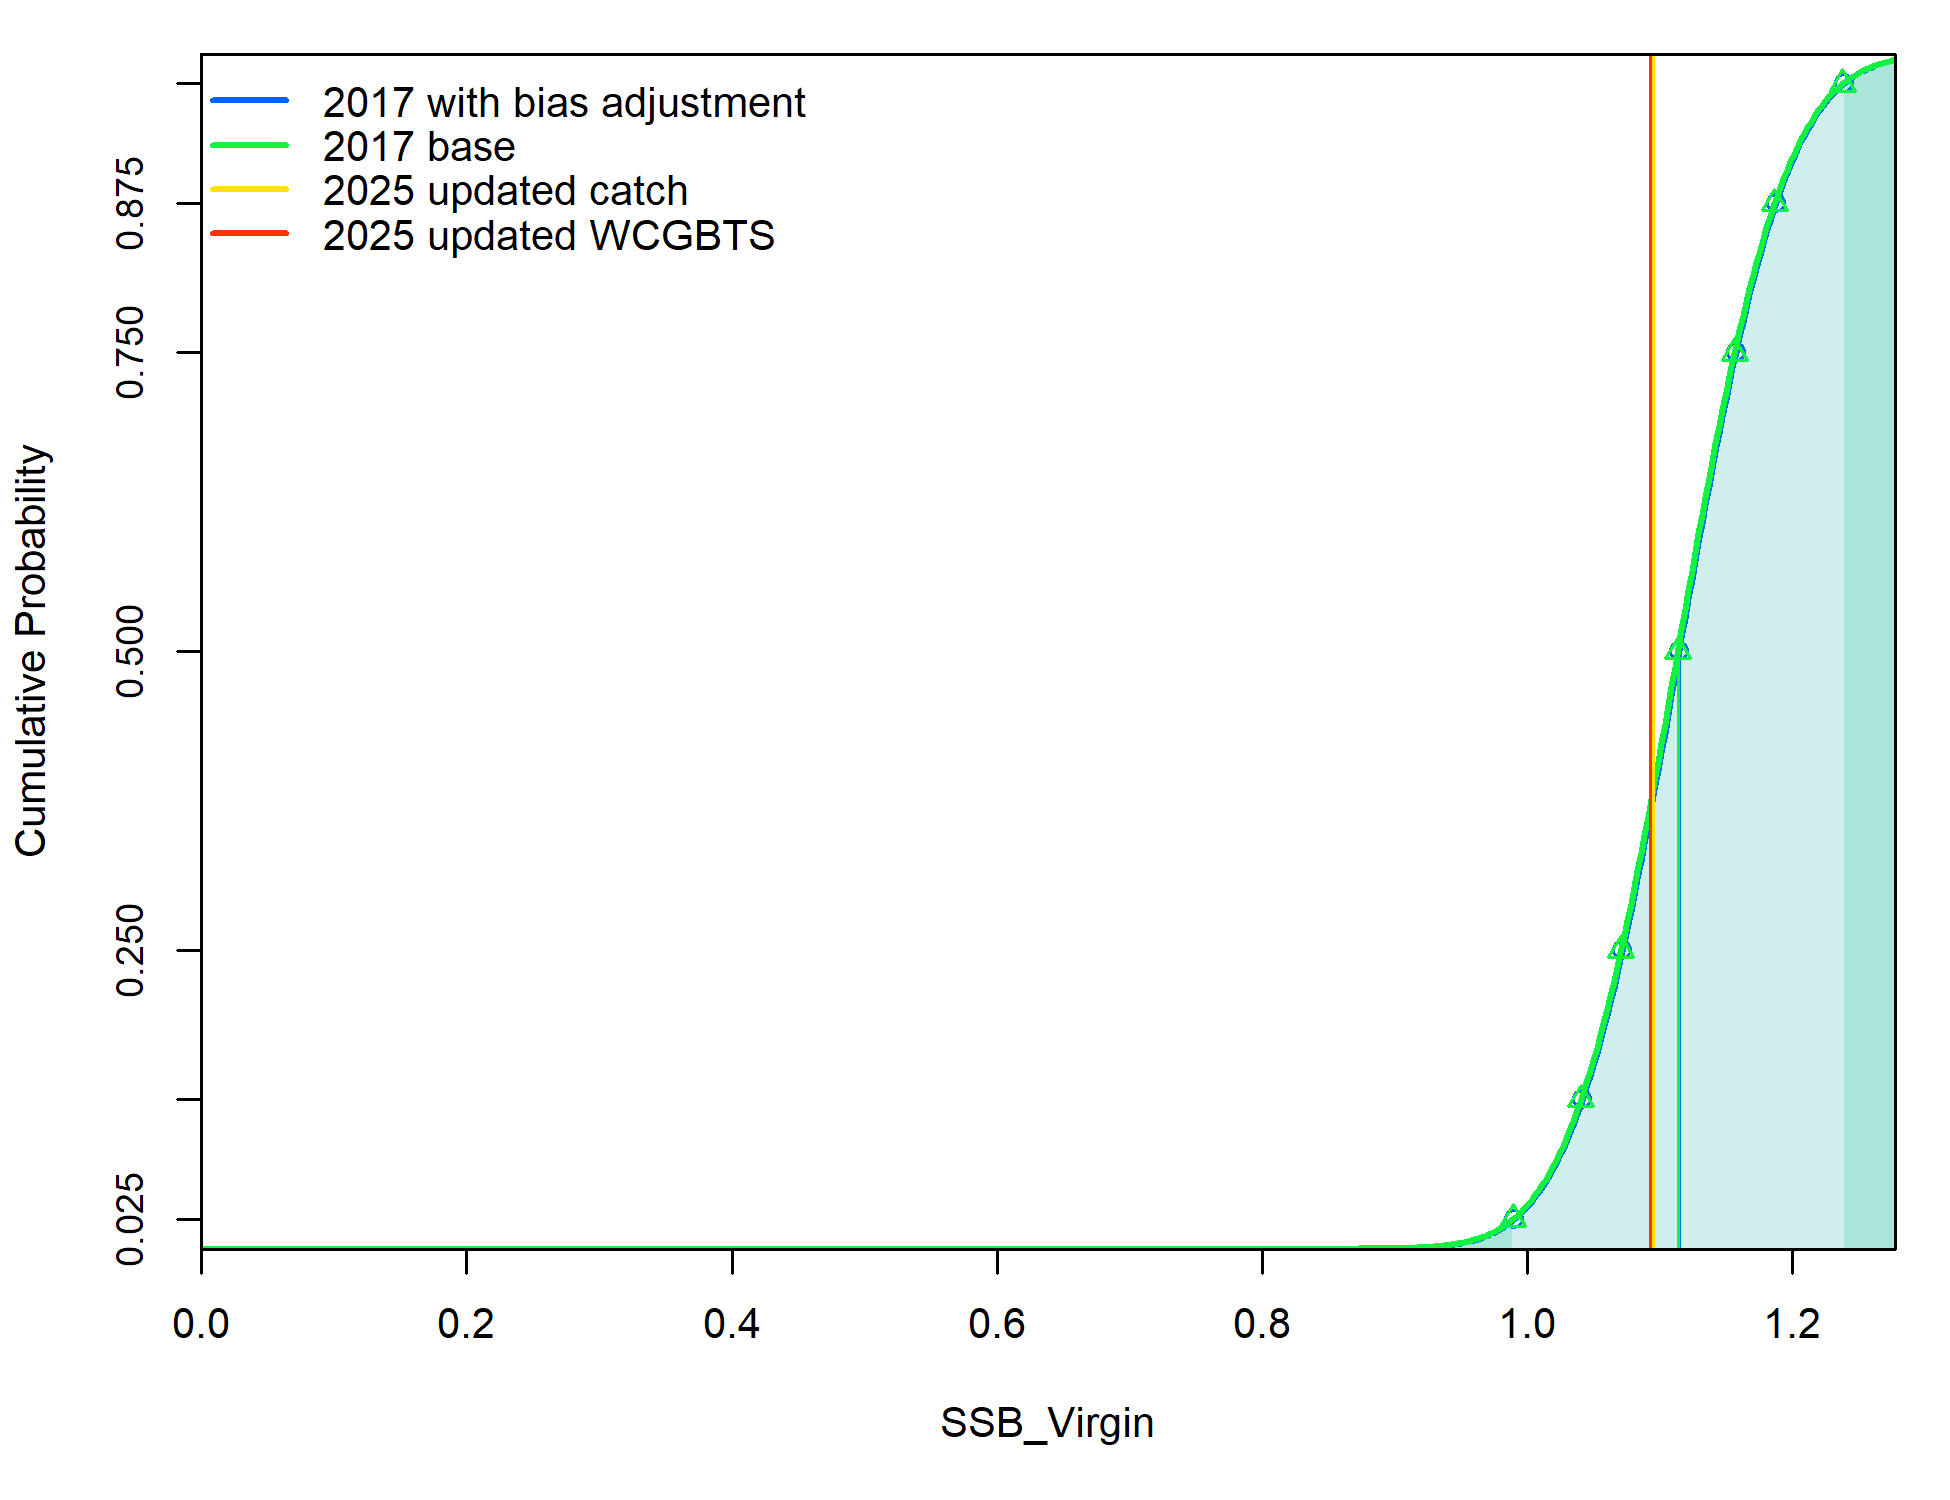 2017 with bias adjustment
2017 base
2025 updated catch
2025 updated WCGBTS
Cumulative Probability
0.875
0.750
0.500
0.250
0.025
0.0 0.2 0.4 0.6 0.8 1.0 1.2
SSB_Virgin